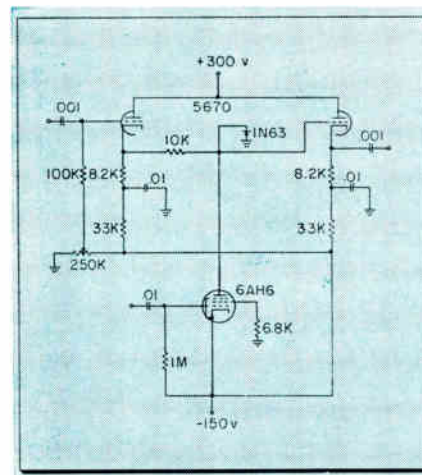 +300 v
5670
.001
1N63
10K
.001
100K
8.2K
.01
8.2K
.01
33K
33K
250K
6AH6
.01
6.8K
1M
-150v